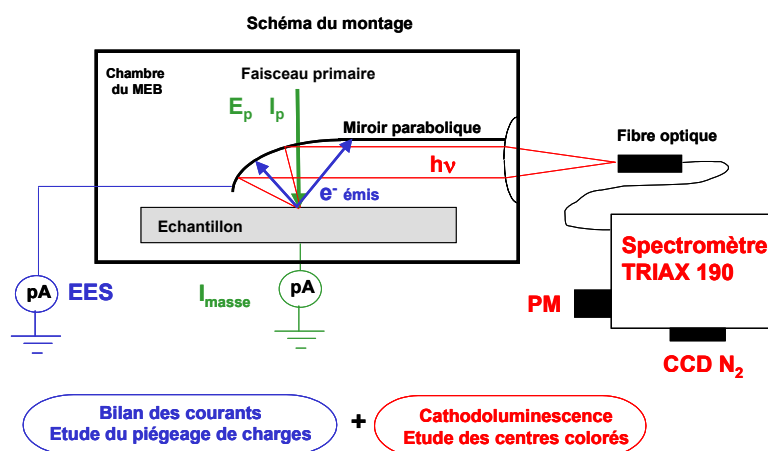 Schéma du montage
Chambre
du MEB
Faisceau primaire
Ep Ip
Miroir parabolique
Fibre optique
hν
e- émis
Echantillon
Spectromètre
TRIAX 190
pA
EES
Imasse
pA
PM
CCD N2
Bilan des courants
Etude du piégeage de charges
+
Cathodoluminescence
Etude des centres colorés